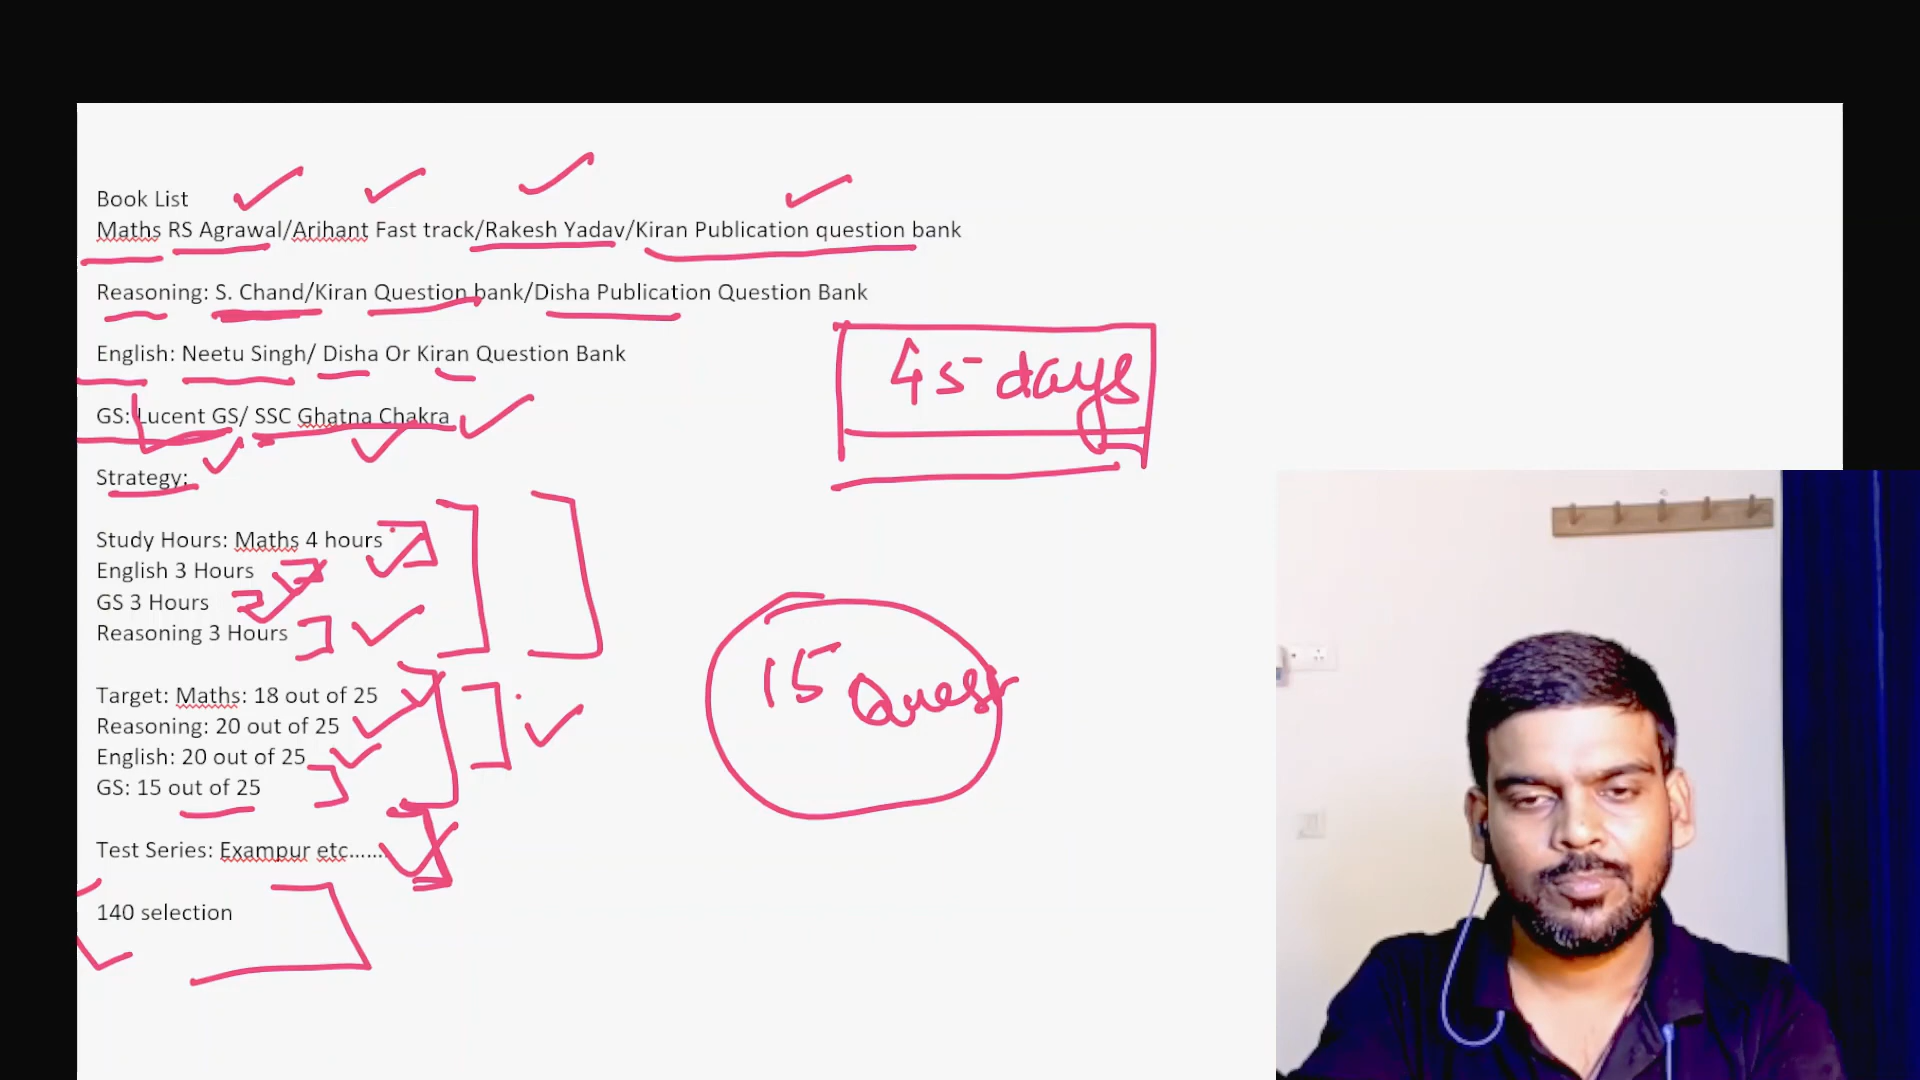 Book List
Maths RS Agrawal/Arihant Fast track/Rakesh Yadav/Kiran Publication question bank
Reasoning: S. Chand/Kiran Question bank/Disha Publication Question Bank
English: Neetu Singh/ Disha Or Kiran Question Bank
45 days
GS: Lucent GS/ SSC Ghatna Chakra
Strategy:
Study Hours: Maths 4 hours
English 3 Hours
GS 3 Hours
Reasoning 3 Hours
15 Quest
Target: Maths: 18 out of 25
Reasoning: 20 out of 25
English: 20 out of 25
GS: 15 out of 25
Test Series: Exampur etc.......
140 selection